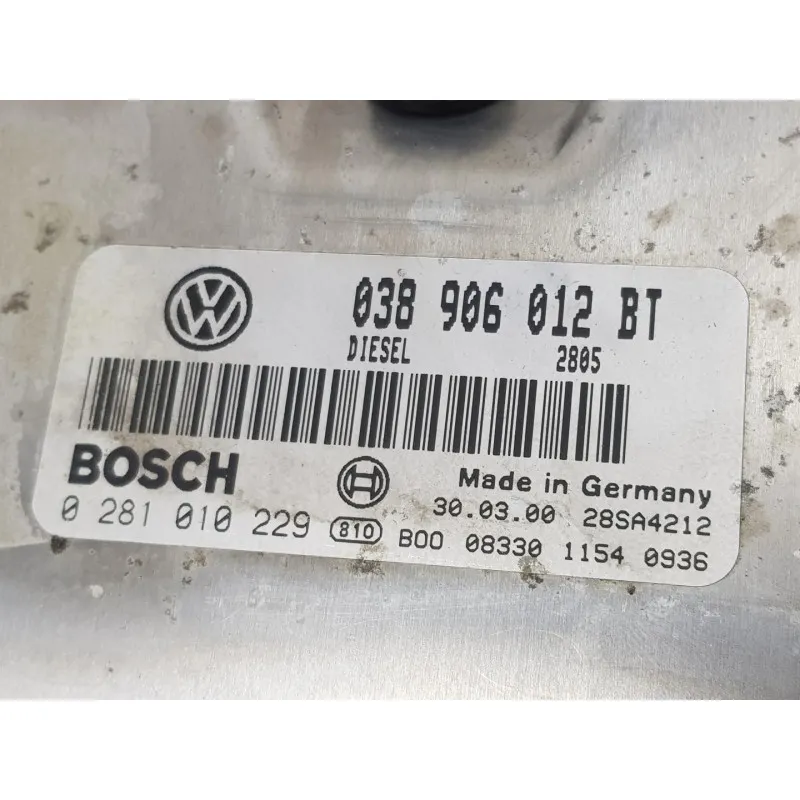 VW
038 906 012 BT
DIESEL 2805
BOSCH
Made in Germany
30.03.00 28SA4212
0 281 010 229 810 B00 08330 1154 0936